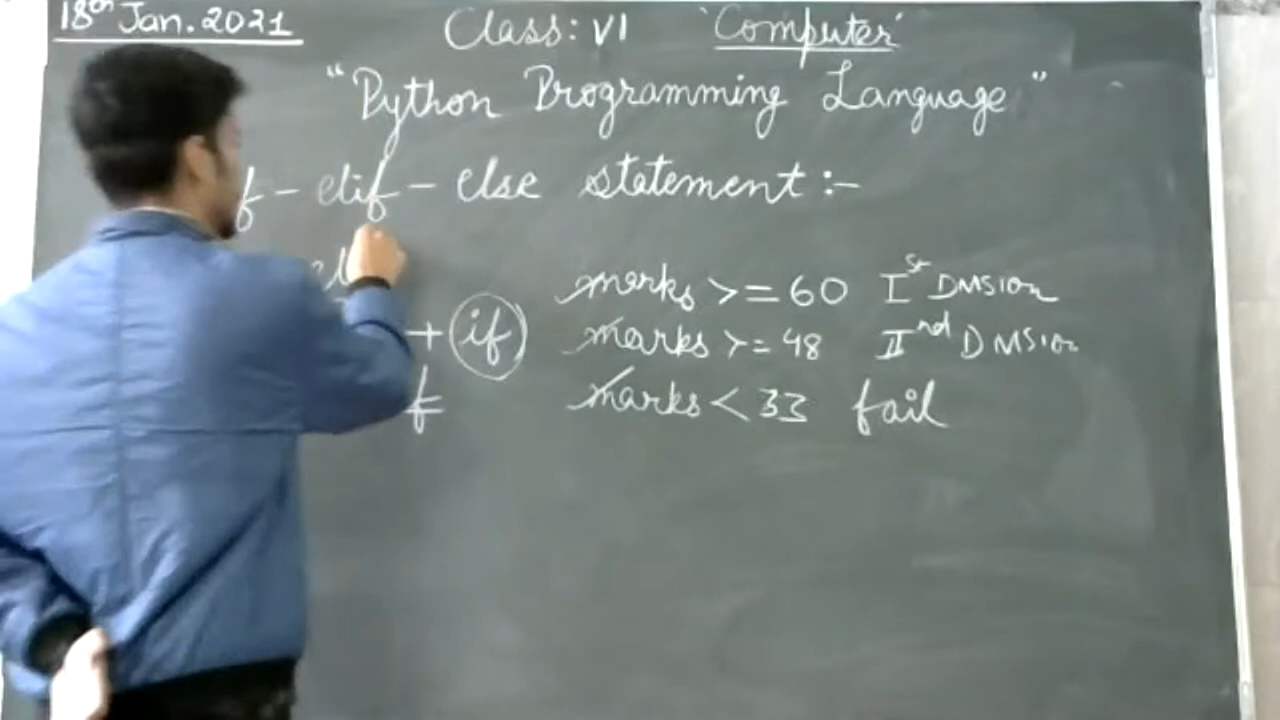 18th Jan. 2021
Class: VI 'Computer'
"Python Programming Language"
f - elif - else statement :-
el
marks >= 60 Ist Division
+ if marks >= 48 IInd Division
f marks < 33 fail